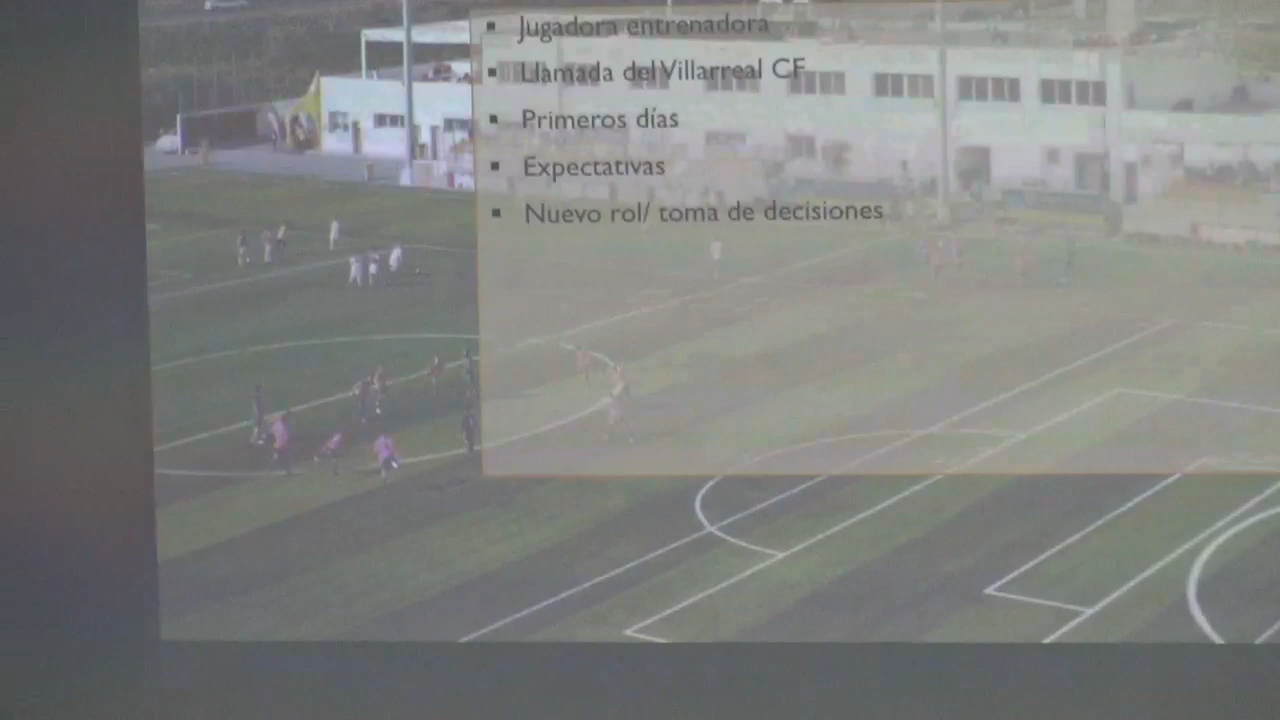 ▪ Jugadora entrenadora
▪ Llamada del Villarreal CF
▪ Primeros días
▪ Expectativas
▪ Nuevo rol/ toma de decisiones